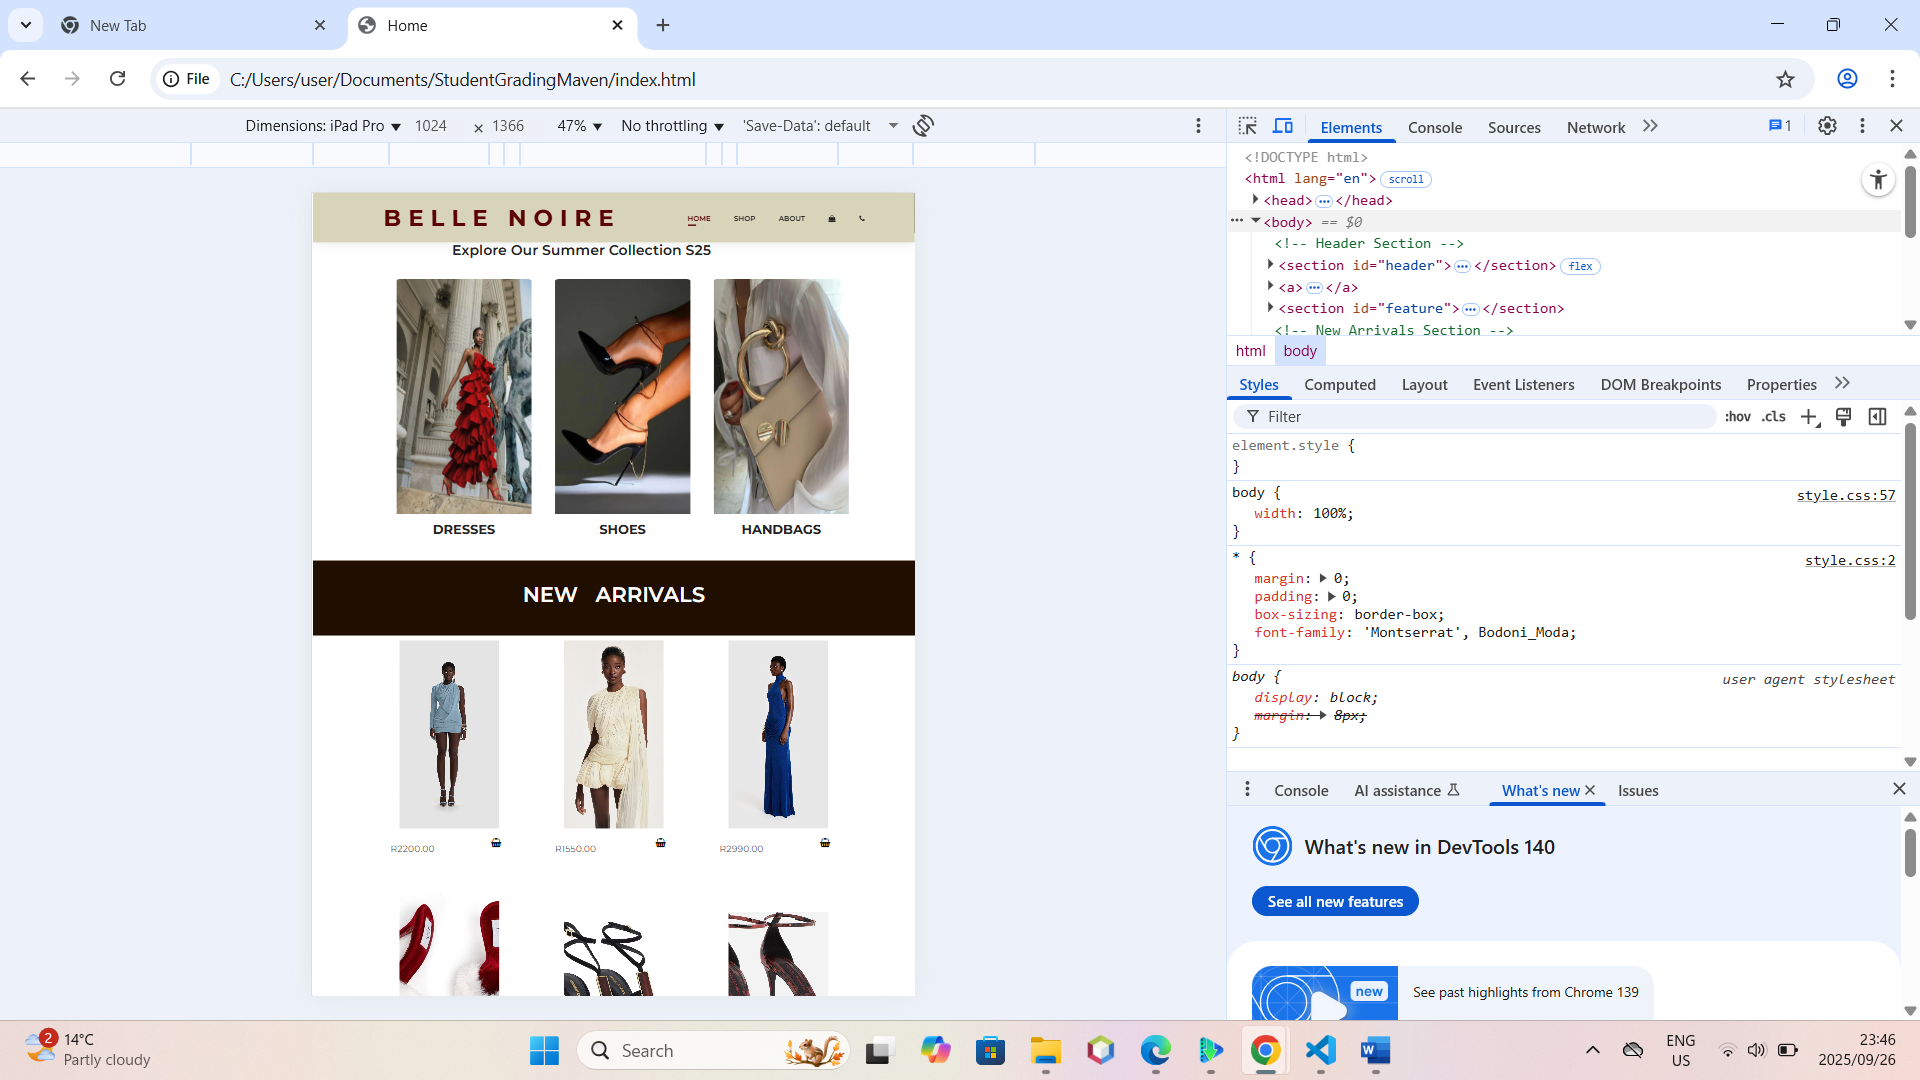 New Tab
Home
File
C:/Users/user/Documents/StudentGradingMaven/index.html
Dimensions: iPad Pro 1024 × 1366 47% No throttling 'Save-Data': default
Elements Console Sources Network 1
BELLE NOIRE
HOME SHOP ABOUT
Explore Our Summer Collection S25
DRESSES SHOES HANDBAGS
NEW ARRIVALS
R2200.00 R1550.00 R2990.00
<!DOCTYPE html>
<html lang="en"> scroll
<head> ··· </head>
··· <body> == $0
<!-- Header Section -->
<section id="header"> ··· </section> flex
<a> ··· </a>
<section id="feature"> ··· </section>
<!-- New Arrivals Section -->
html body
Styles Computed Layout Event Listeners DOM Breakpoints Properties
Filter :hov .cls
element.style {
}
body { style.css:57
width: 100%;
}
* { style.css:2
margin: 0;
padding: 0;
box-sizing: border-box;
font-family: 'Montserrat', Bodoni_Moda;
}
body { user agent stylesheet
display: block;
margin: 8px;
}
Console AI assistance What's new Issues
What's new in DevTools 140
See all new features
new
See past highlights from Chrome 139
2
14°C
Partly cloudy
Search
ENG
US
23:46
2025/09/26